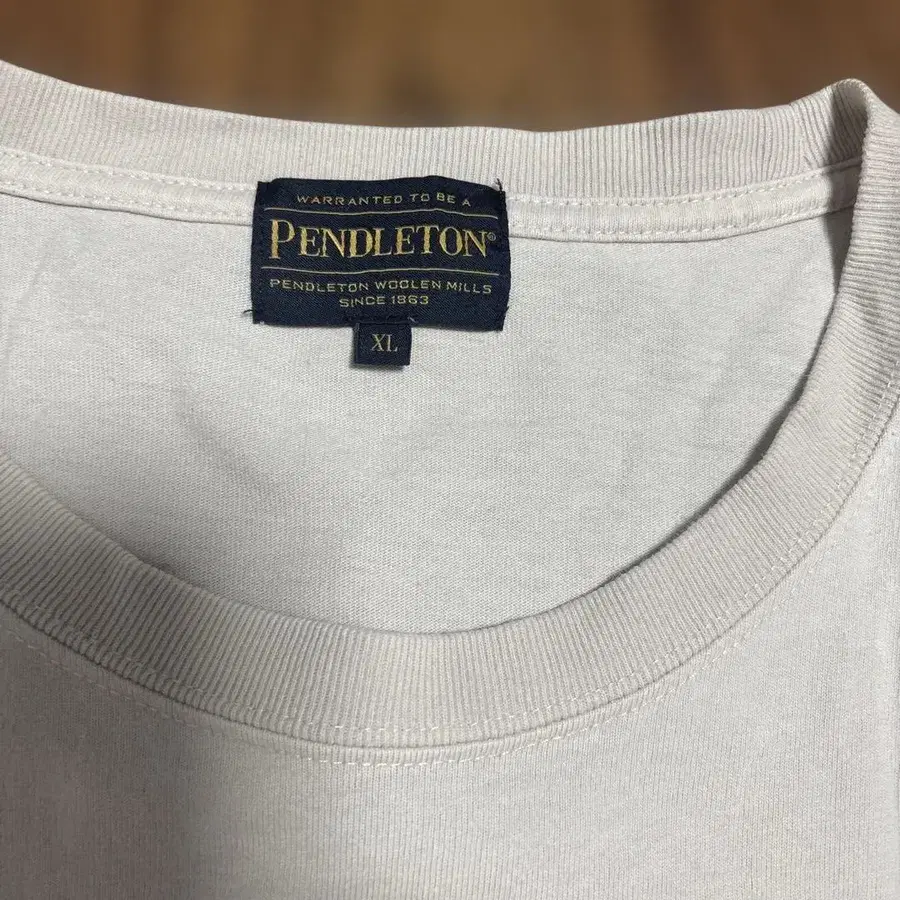 WARRANTED TO BE A
PENDLETON®
PENDLETON WOOLEN MILLS
SINCE 1863
XL